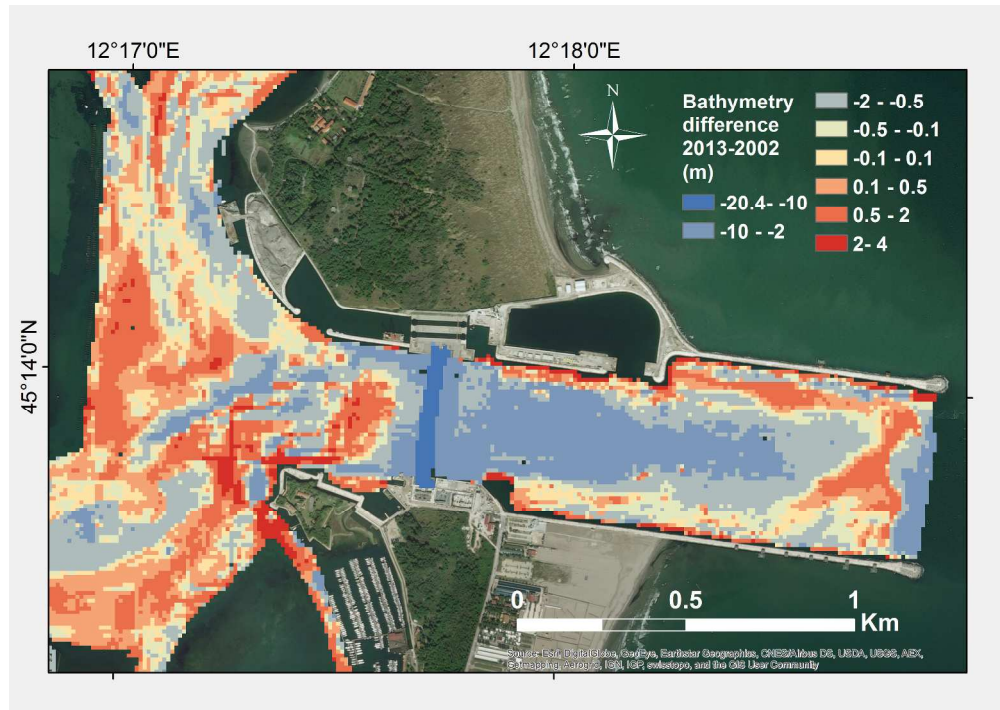 12°17'0"E
12°18'0"E
45°14'0"N
N
Bathymetry
difference
2013-2002
(m)
-20.4- -10
-10 - -2
-2 - -0.5
-0.5 - -0.1
-0.1 - 0.1
0.1 - 0.5
0.5 - 2
2- 4
0
0.5
1
Km
Source: Esri, DigitalGlobe, GeoEye, Earthstar Geographics, CNES/Airbus DS, USDA, USGS, AEX,
Getmapping, Aerogrid, IGN, IGP, swisstopo, and the GIS User Community